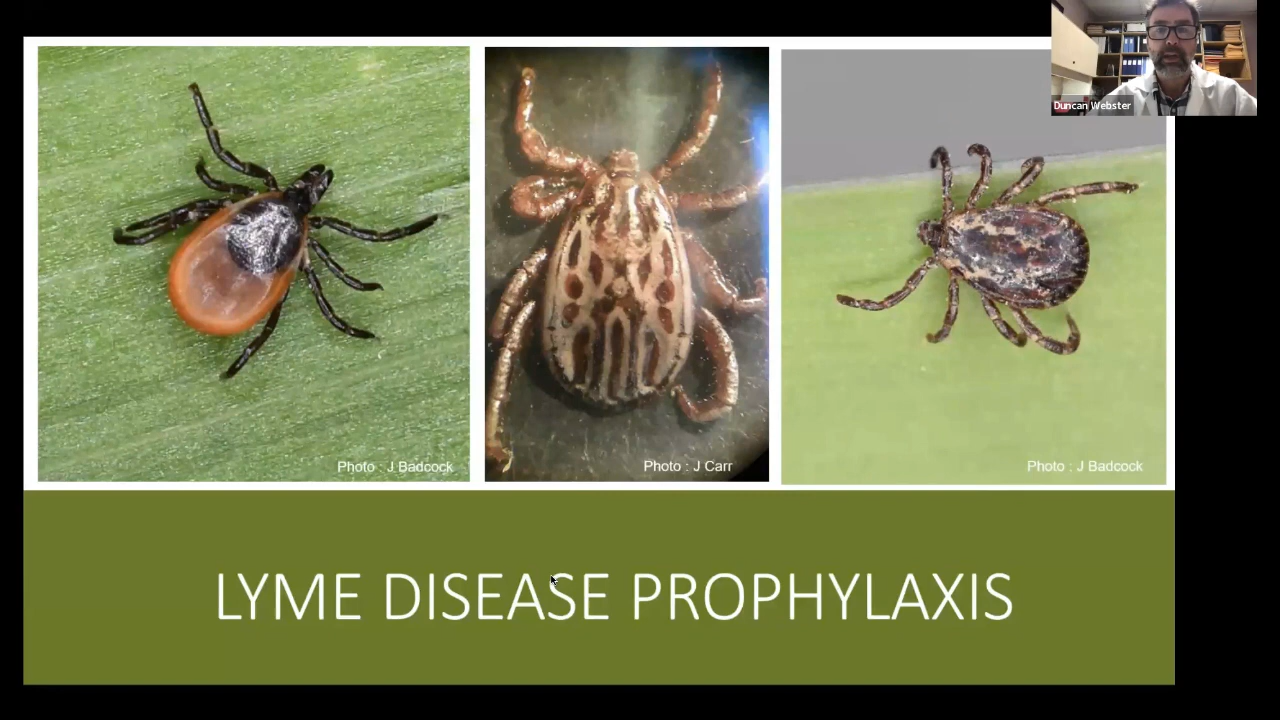 Duncan Webster
Photo : J Badcock
Photo : J Carr
Photo : J Badcock
LYME DISEASE PROPHYLAXIS